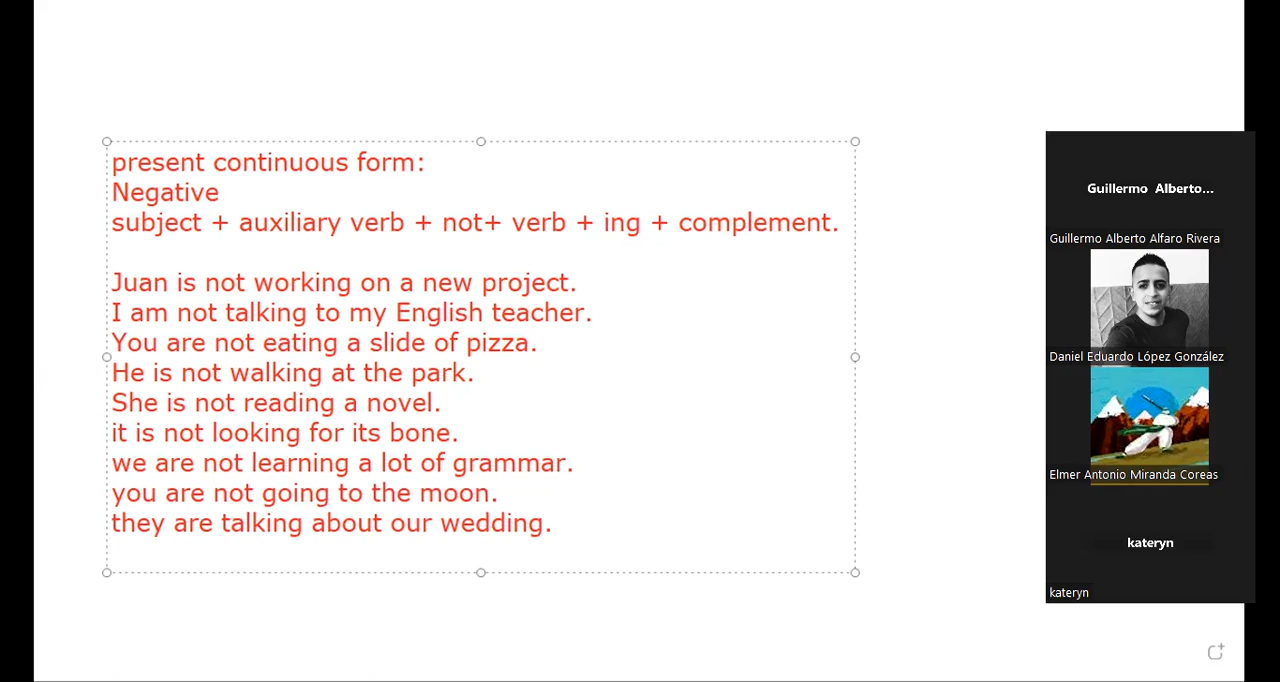 present continuous form:
Negative
subject + auxiliary verb + not+ verb + ing + complement.
Juan is not working on a new project.
I am not talking to my English teacher.
You are not eating a slide of pizza.
He is not walking at the park.
She is not reading a novel.
it is not looking for its bone.
we are not learning a lot of grammar.
you are not going to the moon.
they are talking about our wedding.
Guillermo Alberto...
Guillermo Alberto Alfaro Rivera
Daniel Eduardo López González
Elmer Antonio Miranda Coreas
kateryn
kateryn